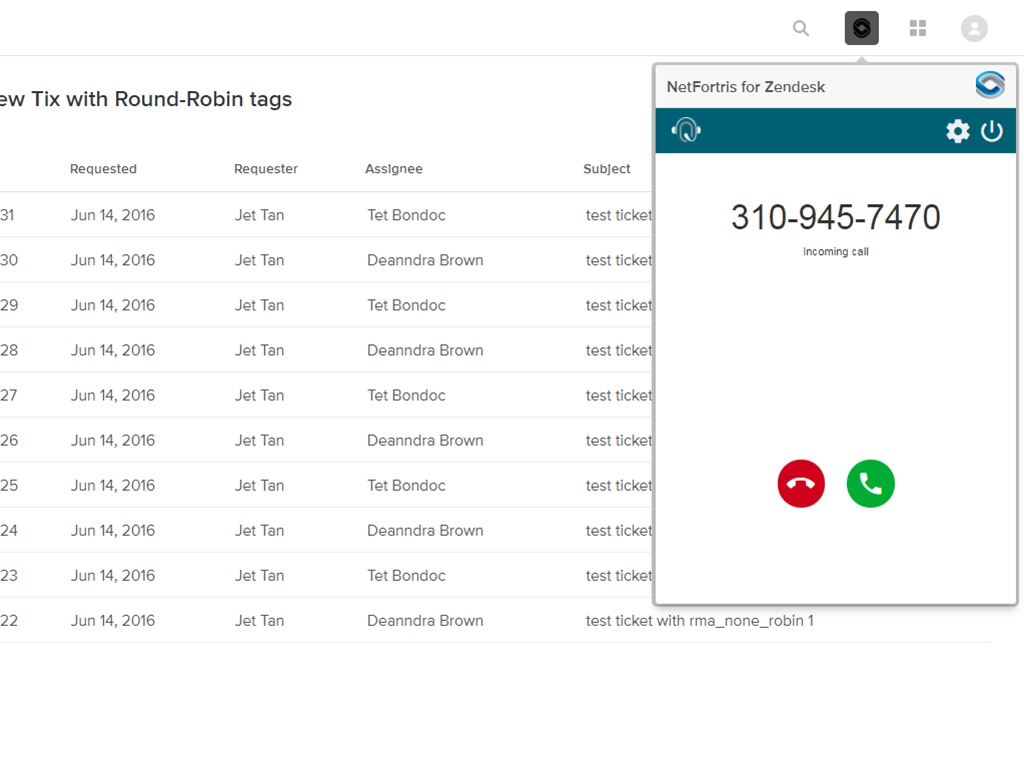 NetFortris for Zendesk
ew Tix with Round-Robin tags
Requested Requester Assignee Subject
310-945-7470
Incoming call
31 Jun 14, 2016 Jet Tan Tet Bondoc test ticket
30 Jun 14, 2016 Jet Tan Deanndra Brown test ticket
29 Jun 14, 2016 Jet Tan Tet Bondoc test ticket
28 Jun 14, 2016 Jet Tan Deanndra Brown test ticket
27 Jun 14, 2016 Jet Tan Tet Bondoc test ticket
26 Jun 14, 2016 Jet Tan Deanndra Brown test ticket
25 Jun 14, 2016 Jet Tan Tet Bondoc test ticket
24 Jun 14, 2016 Jet Tan Deanndra Brown test ticket
23 Jun 14, 2016 Jet Tan Tet Bondoc test ticket
22 Jun 14, 2016 Jet Tan Deanndra Brown test ticket with rma_none_robin 1